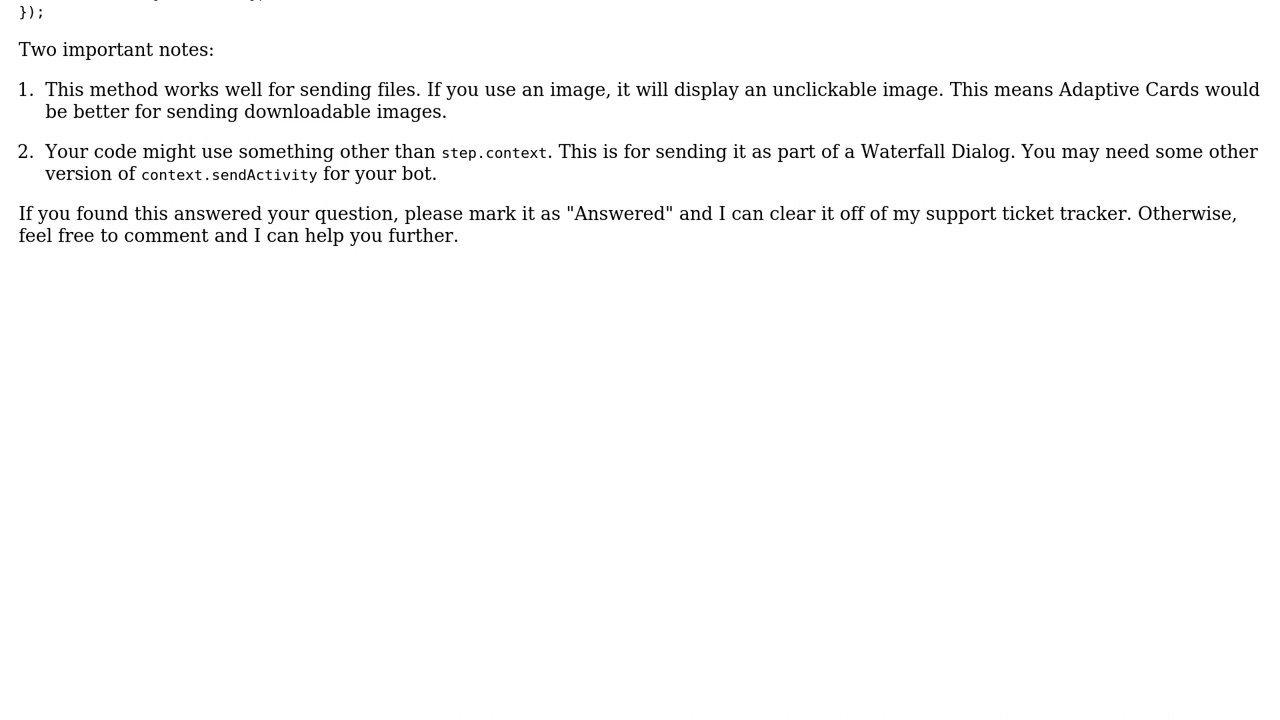 });
Two important notes:
1. This method works well for sending files. If you use an image, it will display an unclickable image. This means Adaptive Cards would
be better for sending downloadable images.
2. Your code might use something other than step.context. This is for sending it as part of a Waterfall Dialog. You may need some other
version of context.sendActivity for your bot.
If you found this answered your question, please mark it as "Answered" and I can clear it off of my support ticket tracker. Otherwise,
feel free to comment and I can help you further.